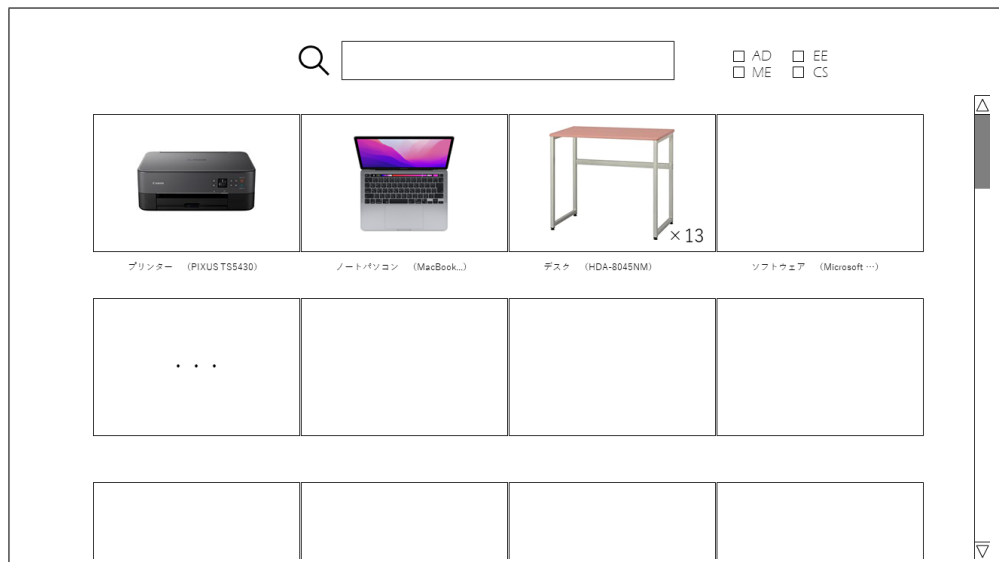 AD EE
ME CS
×13
プリンター （PIXUS TS5430）
ノートパソコン （MacBook...）
デスク （HDA-8045NM）
ソフトウェア （Microsoft …）
・・・